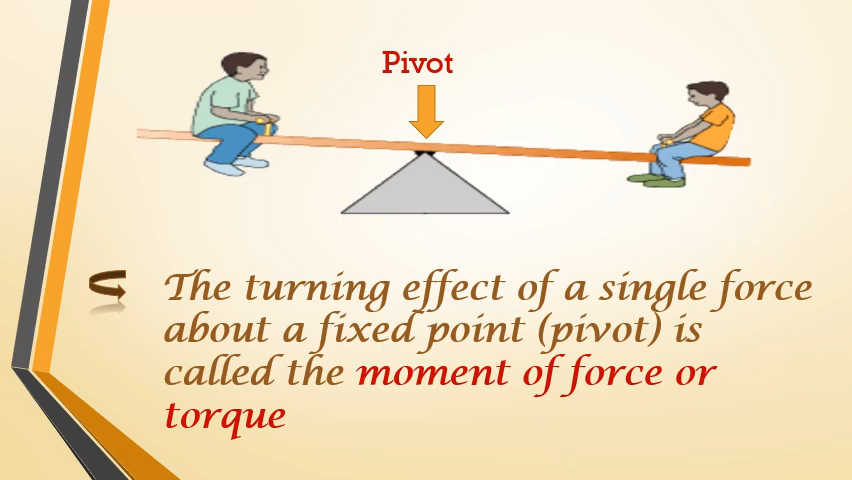 Pivot
The turning effect of a single force
about a fixed point (pivot) is
called the moment of force or
torque